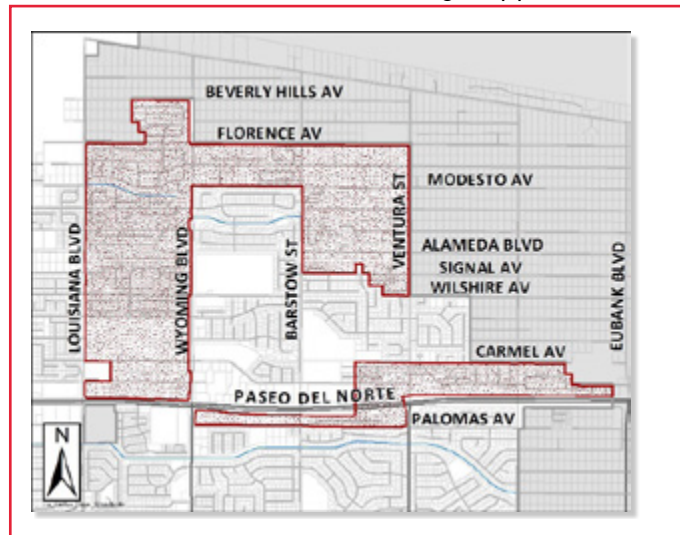 BEVERLY HILLS AV
FLORENCE AV
MODESTO AV
LOUISIANA BLVD
WYOMING BLVD
BARSTOW ST
VENTURA ST
ALAMEDA BLVD
SIGNAL AV
WILSHIRE AV
EUBANK BLVD
CARMEL AV
PASEO DEL NORTE
PALOMAS AV
N